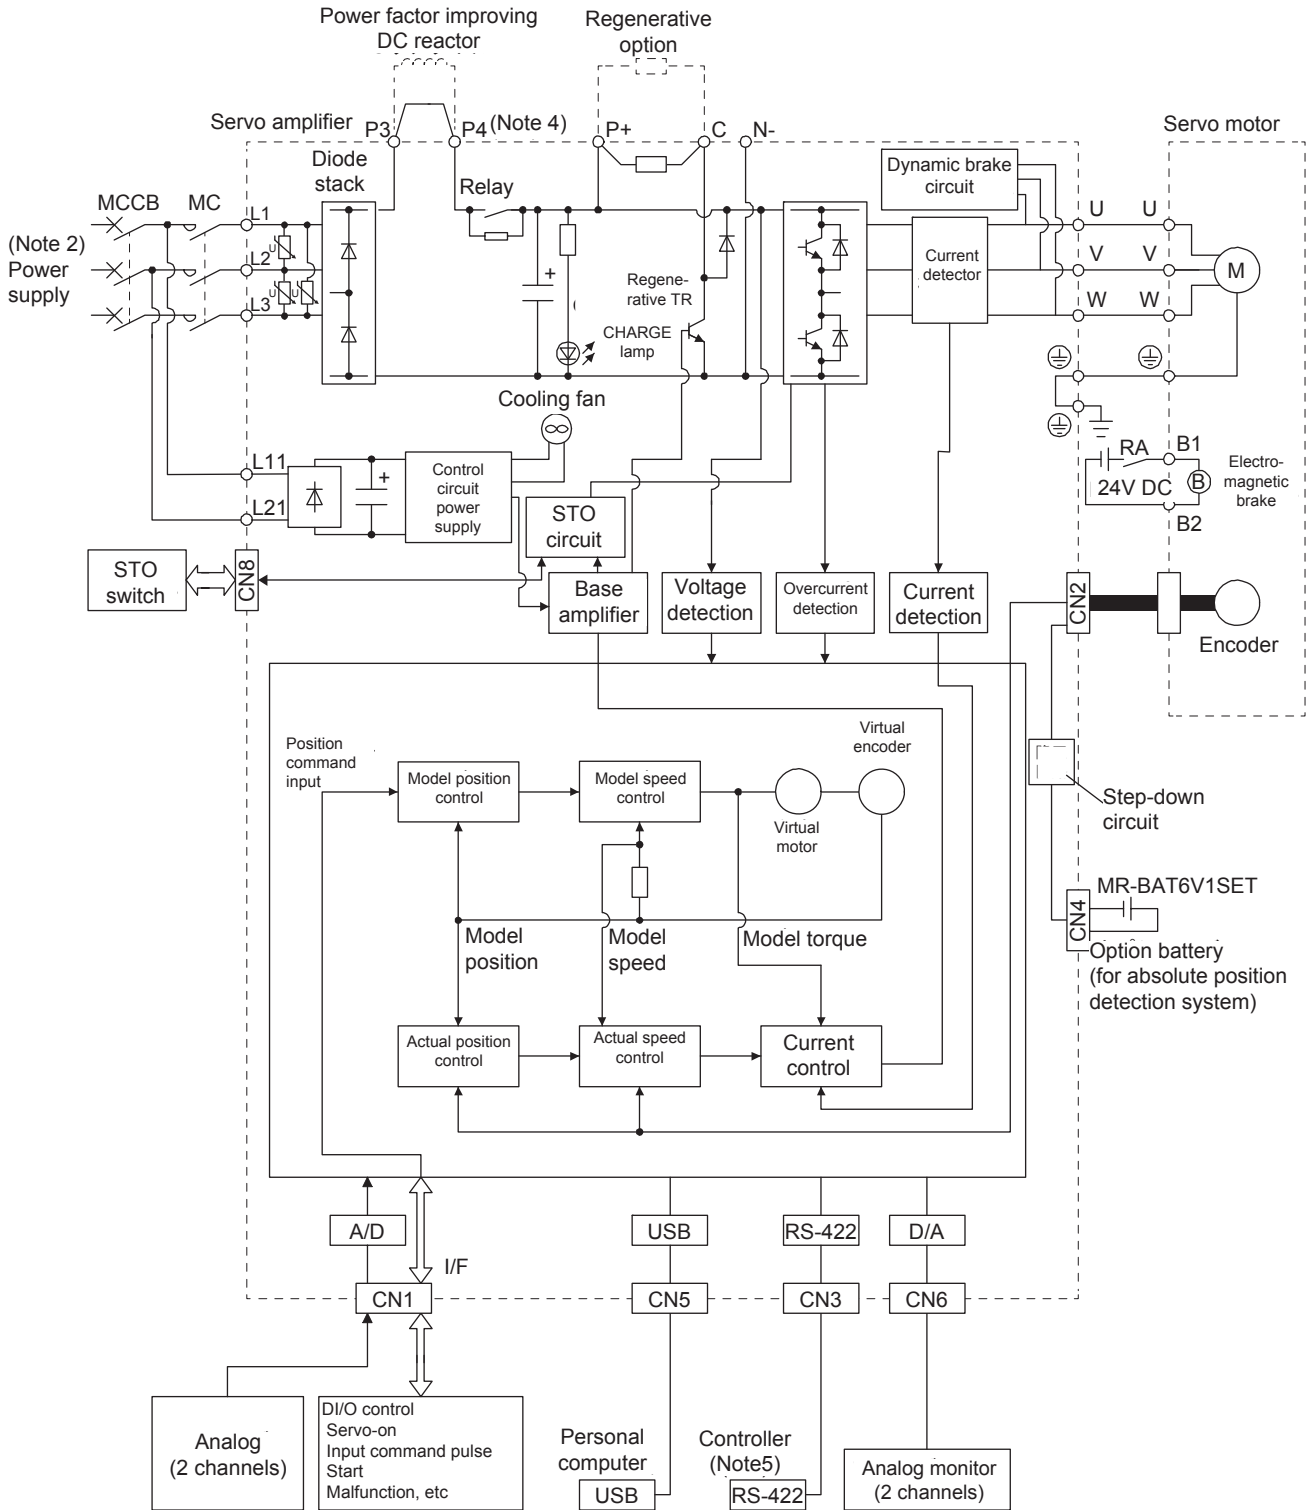 Power factor improving
DC reactor
Regenerative
option
Servo amplifier
P3
P4
(Note 4)
P+
C
N-
Servo motor
Diode
stack
Relay
Dynamic brake
circuit
MCCB
MC
L1
U
U
(Note 2)
Power
supply
U
L2
Current
detector
V
V
M
U
U
L3
Regene-
rative TR
W
W
+
CHARGE
lamp
Cooling fan
L11
+
Control
circuit
power
supply
RA
B1
24V DC
B
Electro-
magnetic
brake
L21
STO
circuit
B2
STO
switch
CN8
Base
amplifier
Voltage
detection
Overcurrent
detection
Current
detection
CN2
Encoder
Position
command
input
Virtual
encoder
Model position
control
Model speed
control
Virtual
motor
Step-down
circuit
MR-BAT6V1SET
CN4
Model
position
Model
speed
Model torque
Option battery
(for absolute position
detection system)
Actual position
control
Actual speed
control
Current
control
A/D
USB
RS-422
D/A
I/F
CN1
CN5
CN3
CN6
Analog
(2 channels)
DI/O control
Servo-on
Input command pulse
Start
Malfunction, etc
Personal
computer
USB
Controller
(Note5)
RS-422
Analog monitor
(2 channels)